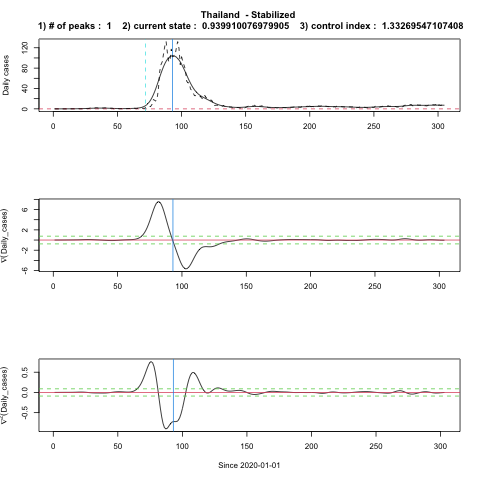 Thailand - Stabilized
1) # of peaks : 1 2) current state : 0.939910076979905 3) control index : 1.33269547107408
Daily cases
0 40 80 120
0 50 100 150 200 250 300
∇(Daily_cases)
-6 -2 2 6
0 50 100 150 200 250 300
∇²(Daily_cases)
-0.5 0.0 0.5
0 50 100 150 200 250 300
Since 2020-01-01